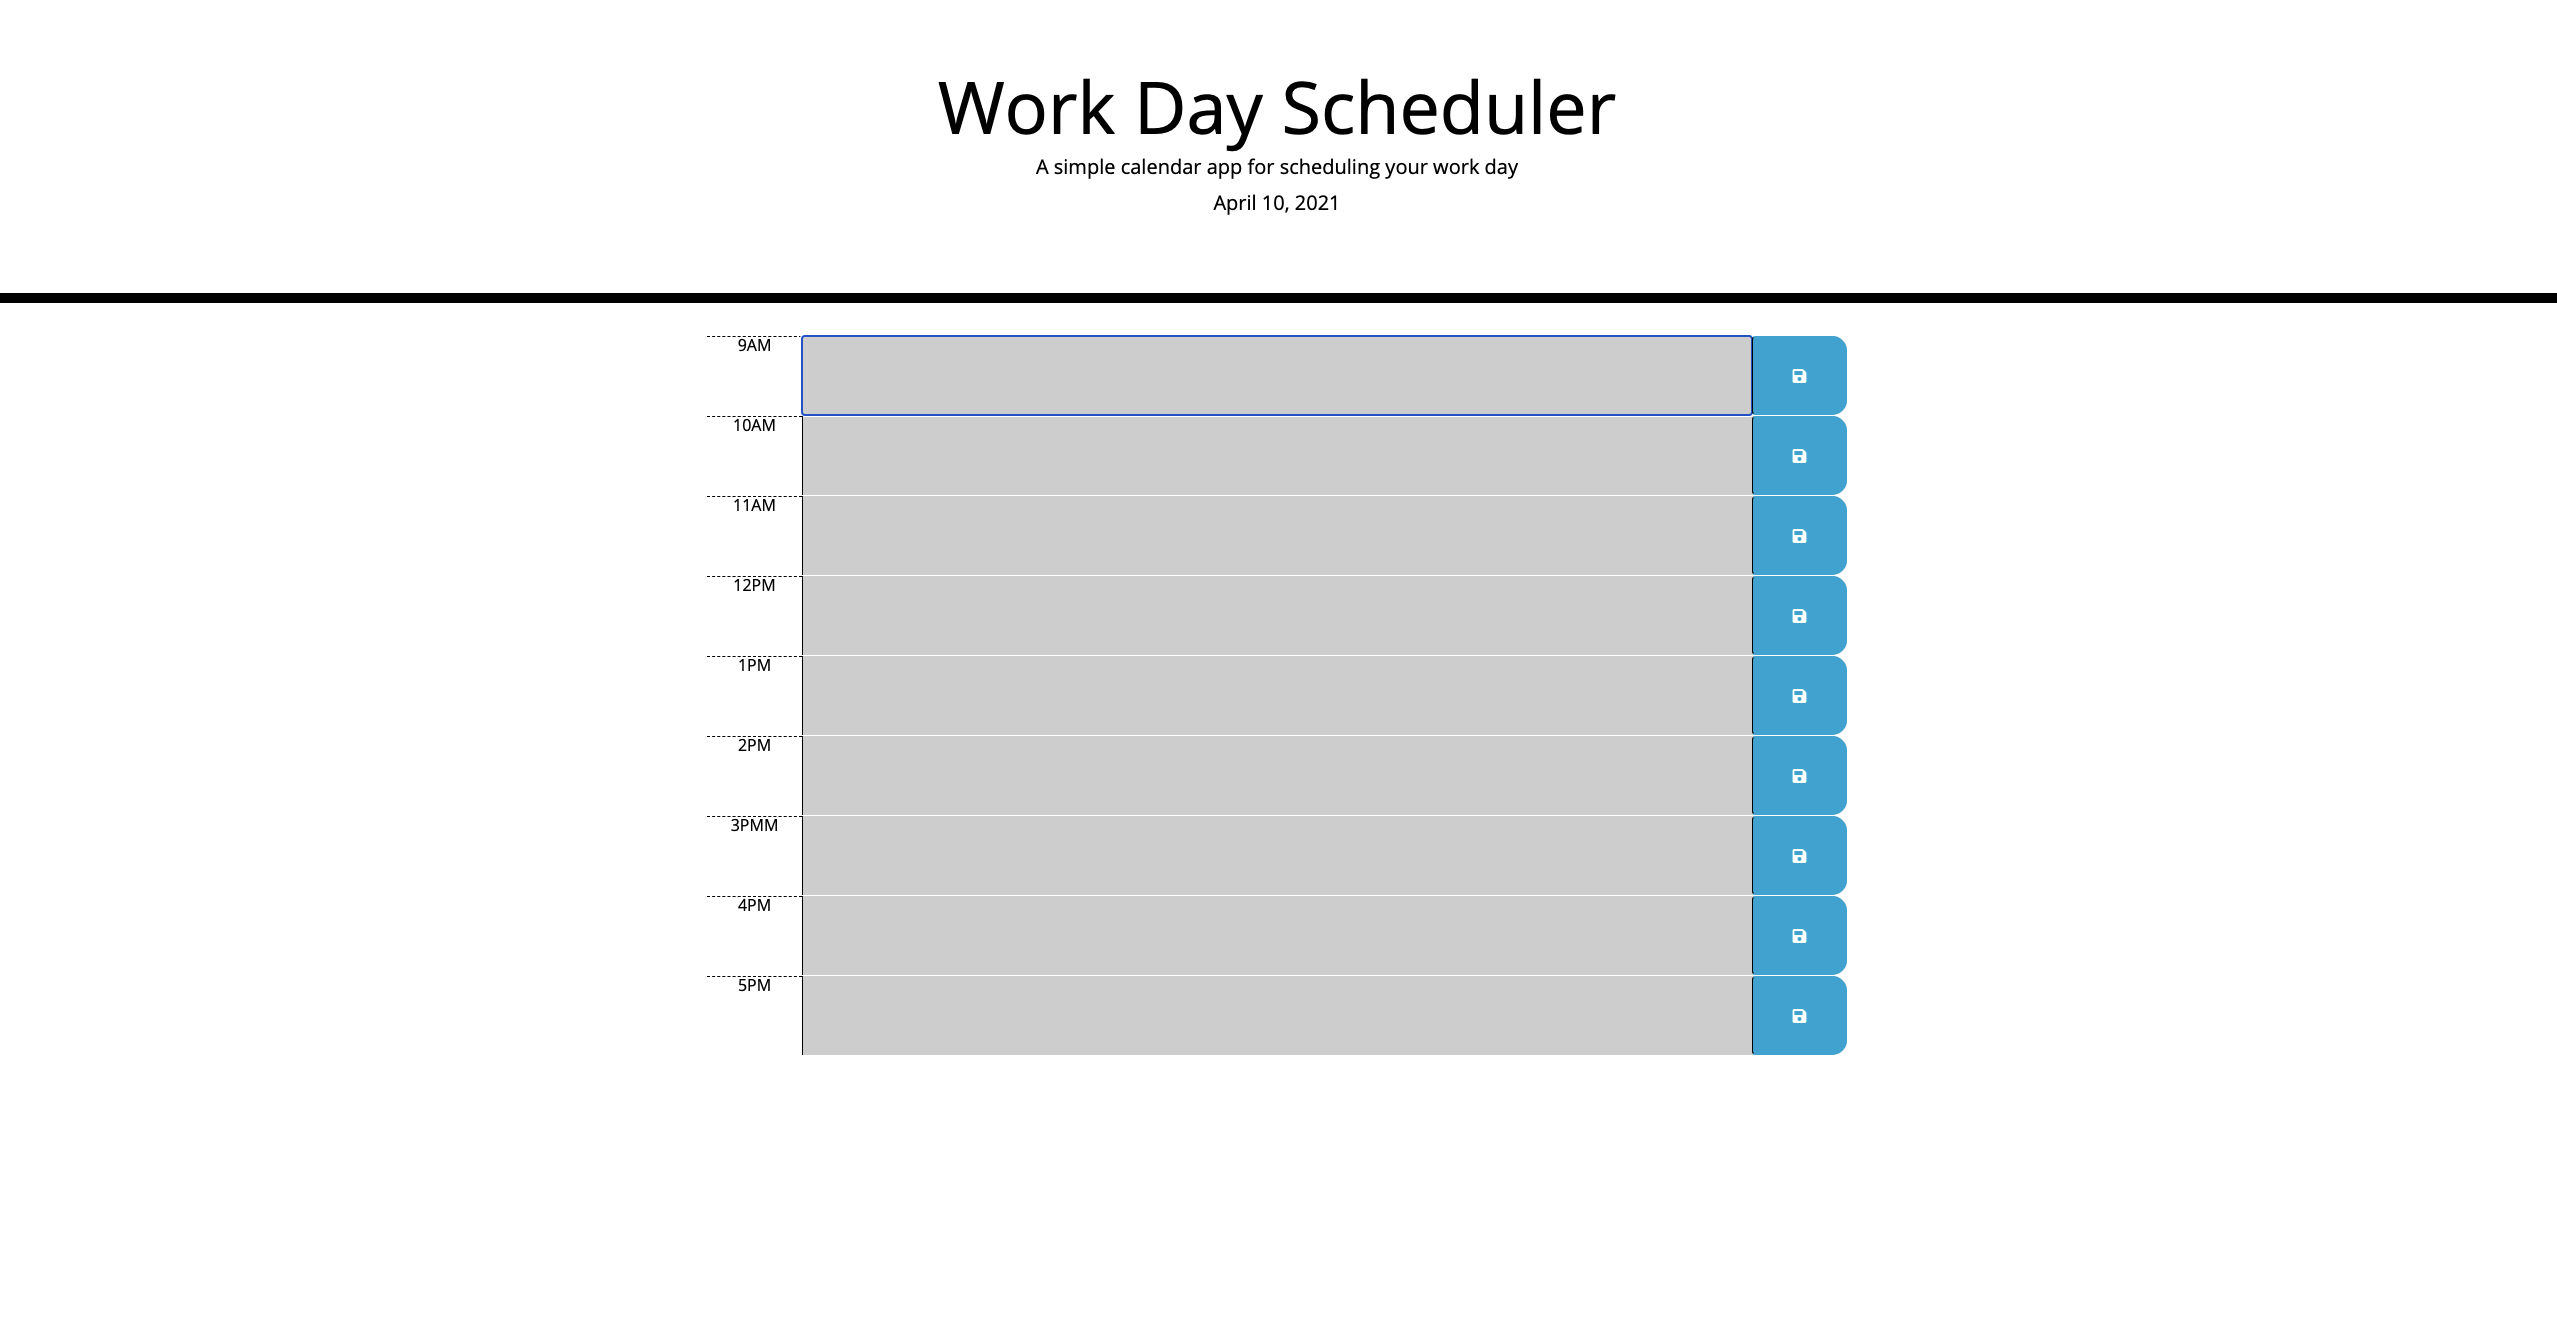 Work Day Scheduler
A simple calendar app for scheduling your work day
April 10, 2021
9AM
10AM
11AM
12PM
1PM
2PM
3PMM
4PM
5PM